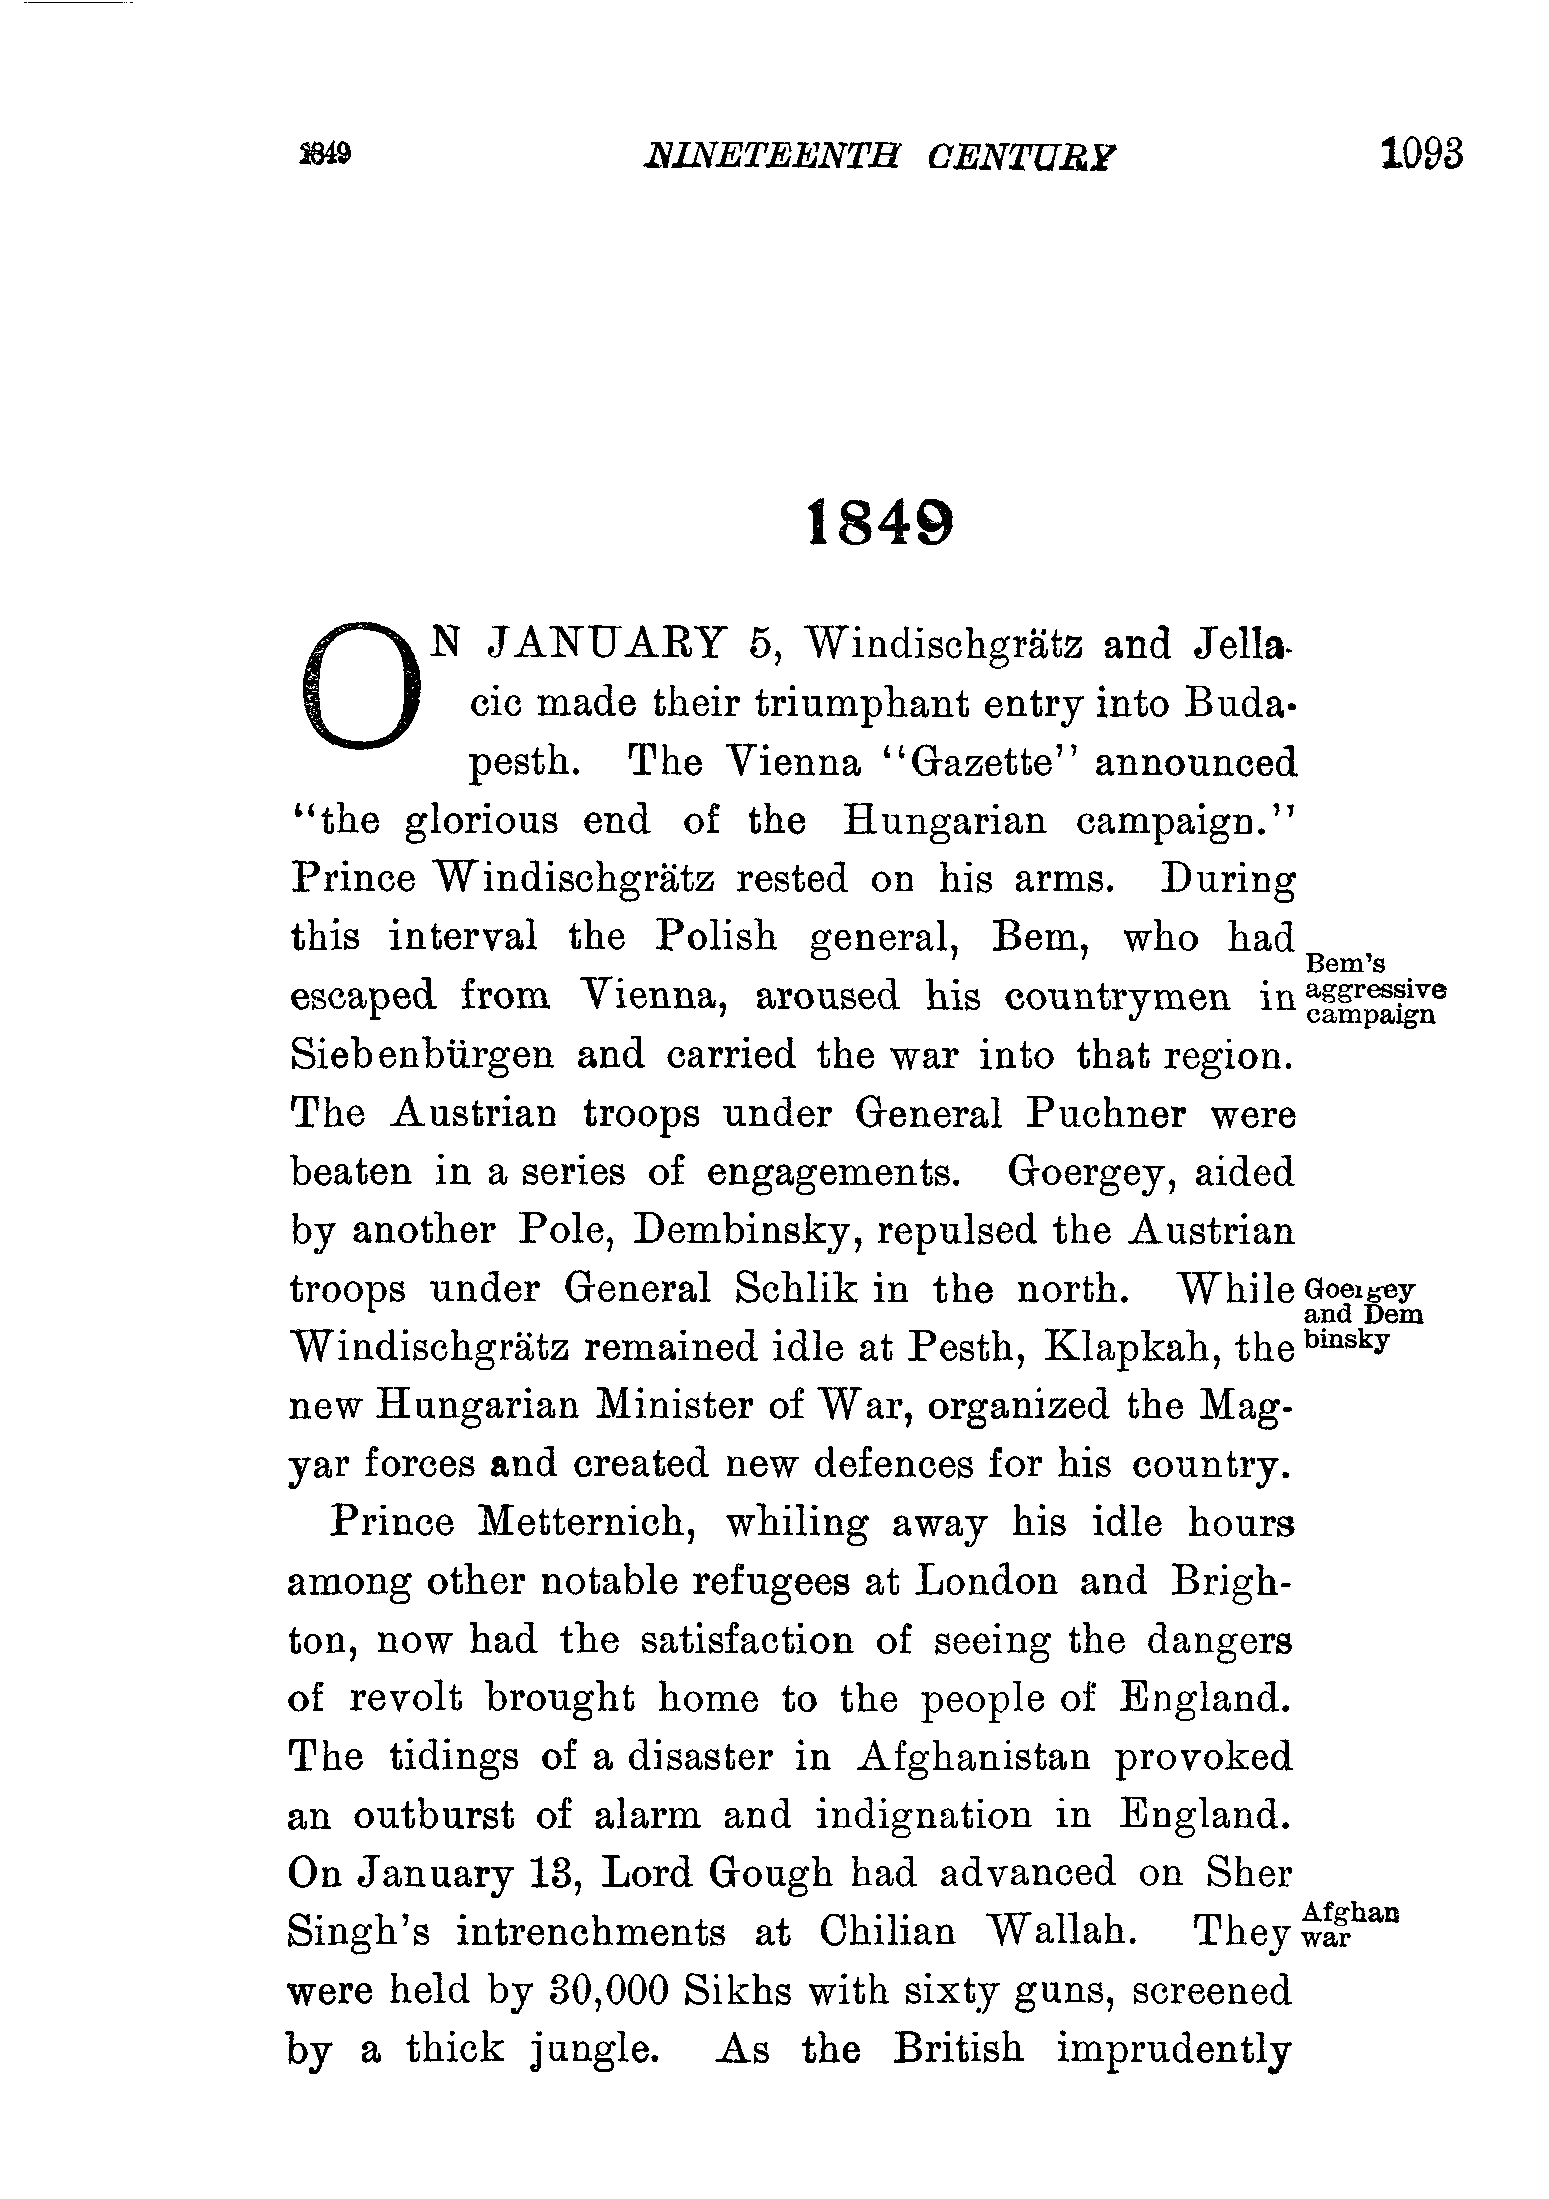 1849 NINETEENTH CENTURY 1093
1849
ON JANUARY 5, Windischgrätz and Jella-
cic made their triumphant entry into Buda-
pesth. The Vienna "Gazette" announced
"the glorious end of the Hungarian campaign."
Prince Windischgrätz rested on his arms. During
this interval the Polish general, Bem, who had
escaped from Vienna, aroused his countrymen in
Bem's
aggressive
campaign
Siebenbürgen and carried the war into that region.
The Austrian troops under General Puchner were
beaten in a series of engagements. Goergey, aided
by another Pole, Dembinsky, repulsed the Austrian
troops under General Schlik in the north. While
Goergey
and Dem
binsky
Windischgrätz remained idle at Pesth, Klapkah, the
new Hungarian Minister of War, organized the Mag-
yar forces and created new defences for his country.
Prince Metternich, whiling away his idle hours
among other notable refugees at London and Brigh-
ton, now had the satisfaction of seeing the dangers
of revolt brought home to the people of England.
The tidings of a disaster in Afghanistan provoked
an outburst of alarm and indignation in England.
On January 13, Lord Gough had advanced on Sher
Singh's intrenchments at Chilian Wallah. They
Afghan
war
were held by 30,000 Sikhs with sixty guns, screened
by a thick jungle. As the British imprudently